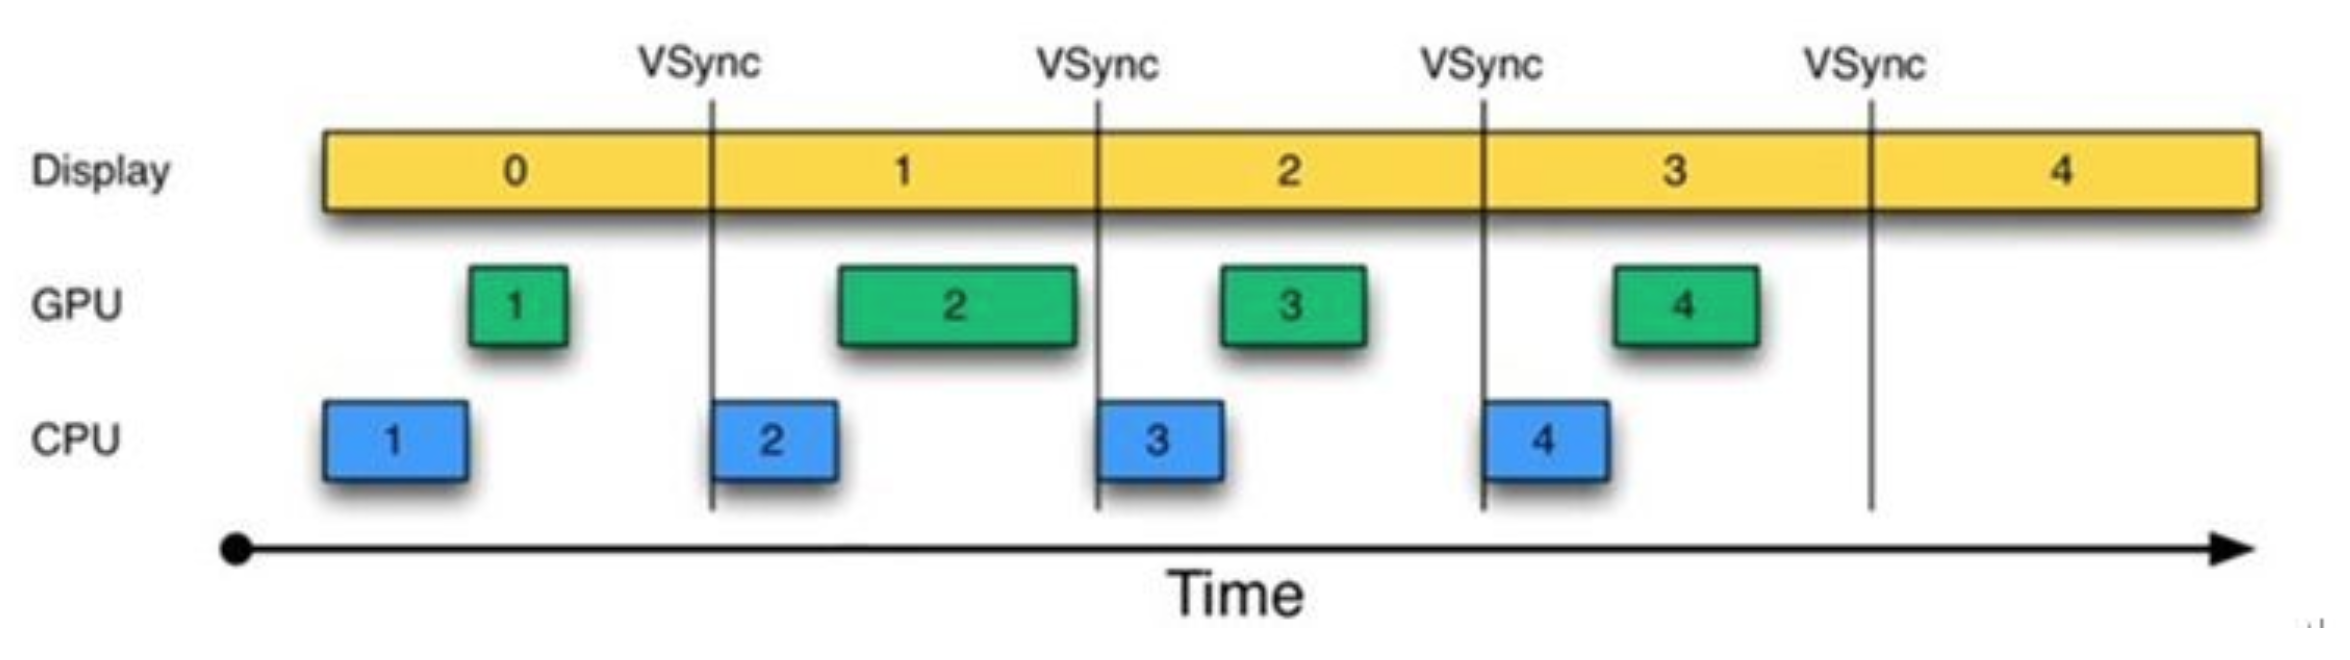 VSync VSync VSync VSync
Display 0 1 2 3 4
GPU 1 2 3 4
CPU 1 2 3 4
Time